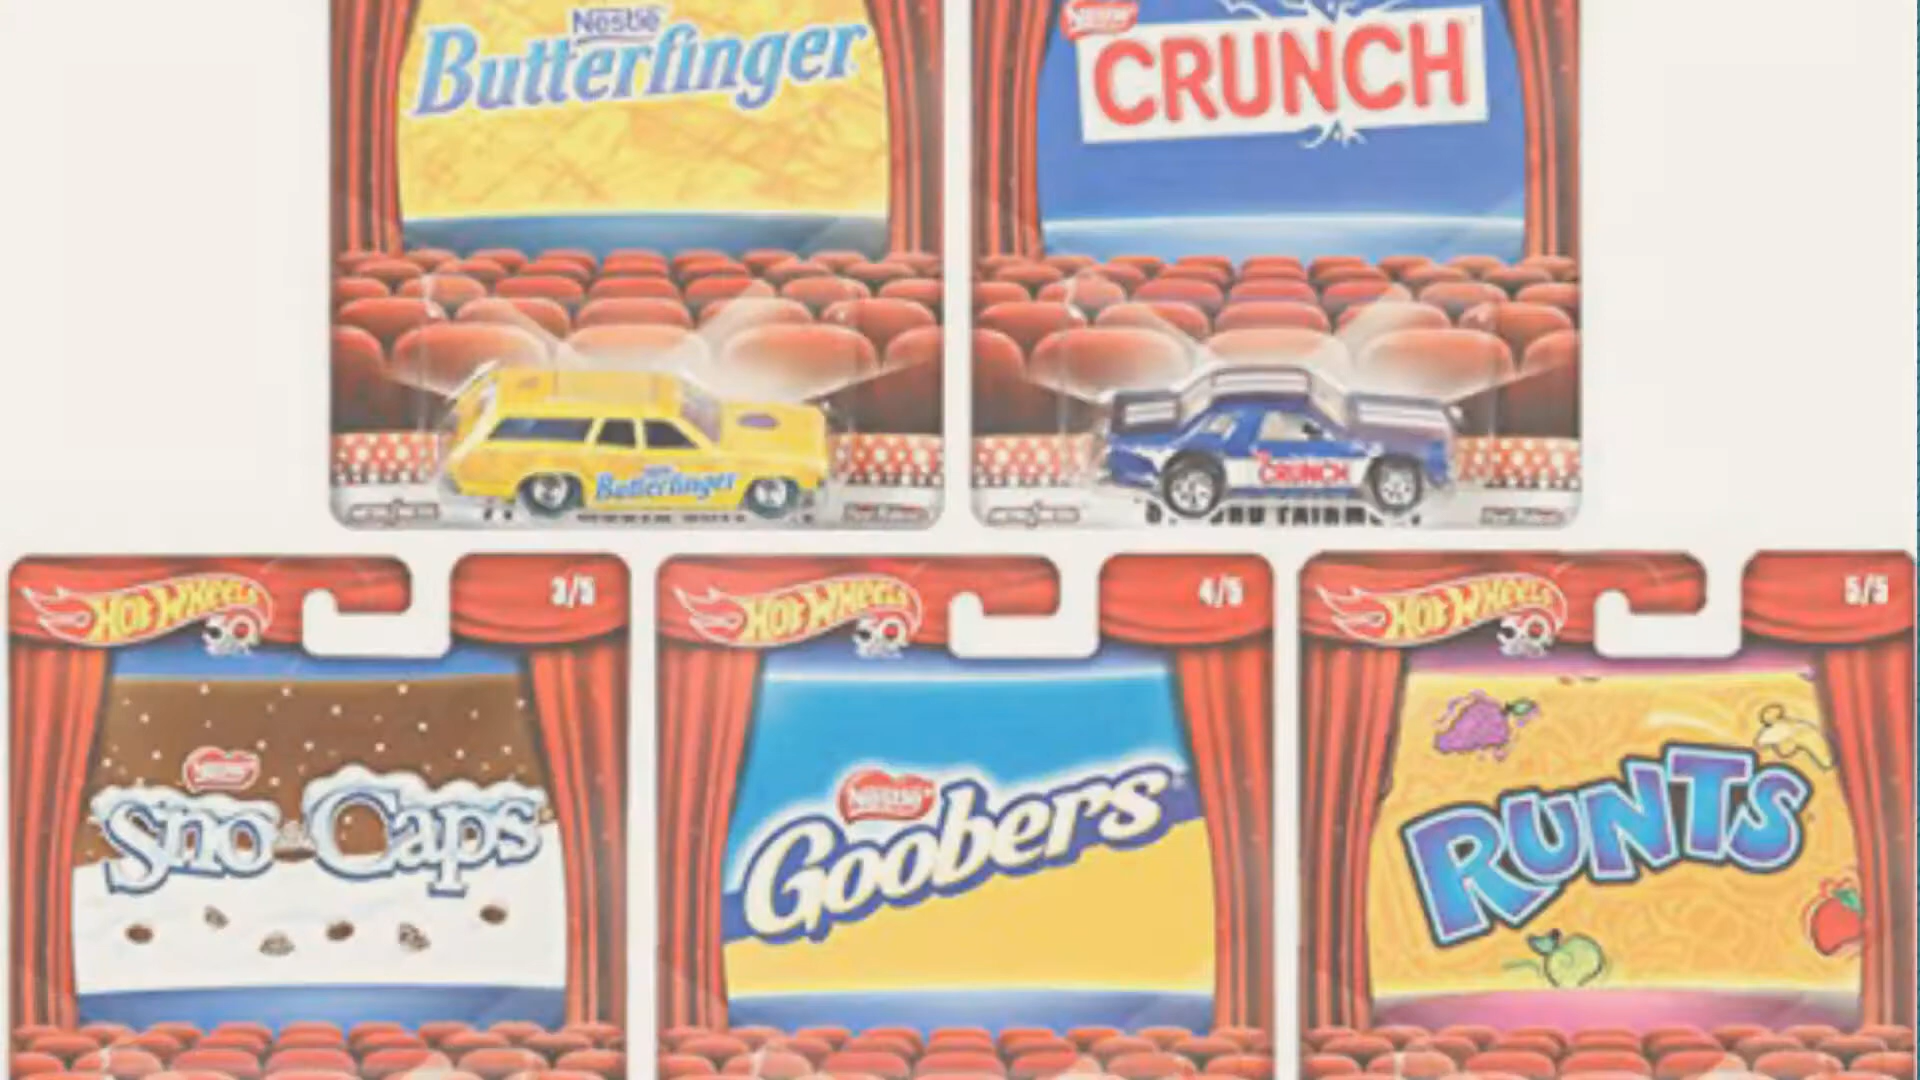 Nestlé
Butterfinger
Nestlé
CRUNCH
Butterfinger
CRUNCH
HOT WHEELS
50
3/5
HOT WHEELS
50
4/5
HOT WHEELS
50
5/5
Nestlé
Sno Caps
Nestlé
Goobers
RUNTS